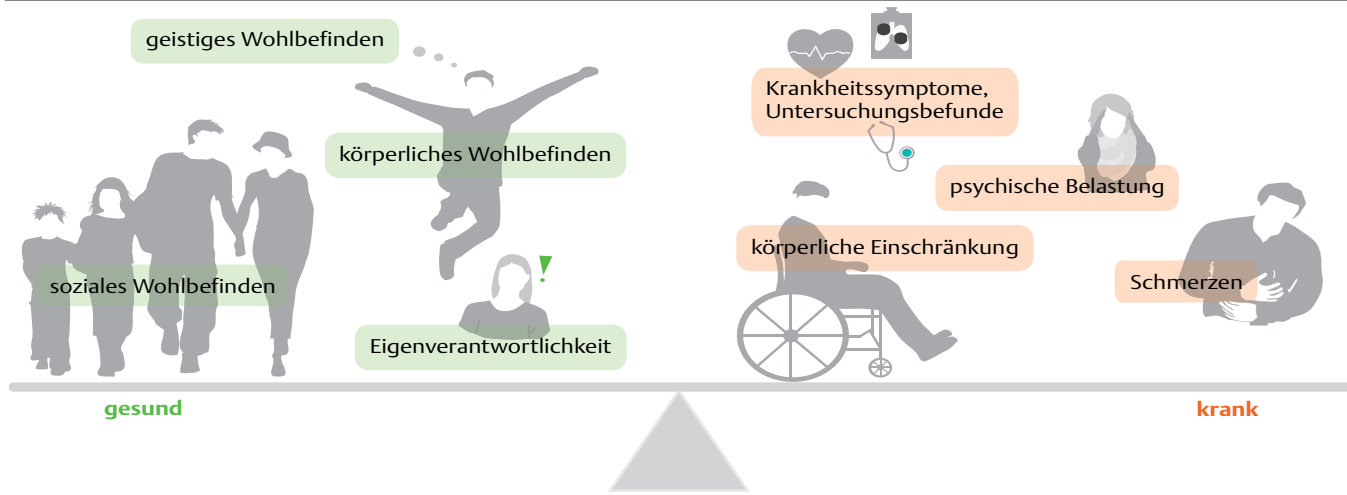 geistiges Wohlbefinden
körperliches Wohlbefinden
soziales Wohlbefinden
Eigenverantwortlichkeit
Krankheitssymptome,
Untersuchungsbefunde
psychische Belastung
körperliche Einschränkung
Schmerzen
gesund
krank